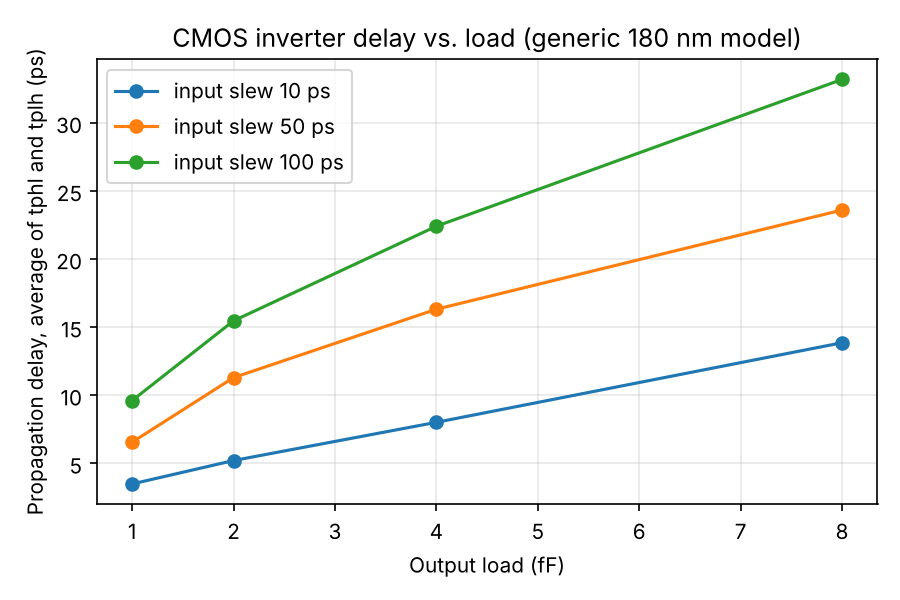 CMOS inverter delay vs. load (generic 180 nm model)
Propagation delay, average of tphl and tplh (ps)
input slew 10 ps
input slew 50 ps
input slew 100 ps
30
25
20
15
10
5
1 2 3 4 5 6 7 8
Output load (fF)